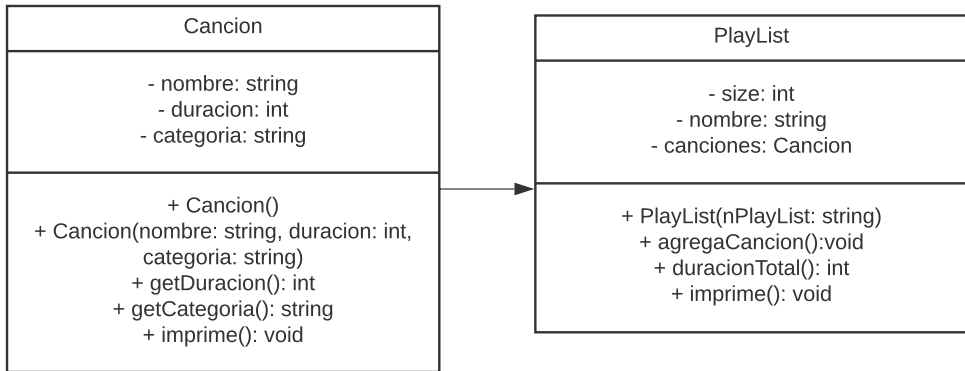 Cancion
- nombre: string
- duracion: int
- categoria: string
+ Cancion()
+ Cancion(nombre: string, duracion: int,
categoria: string)
+ getDuracion(): int
+ getCategoria(): string
+ imprime(): void
PlayList
- size: int
- nombre: string
- canciones: Cancion
+ PlayList(nPlayList: string)
+ agregaCancion():void
+ duracionTotal(): int
+ imprime(): void